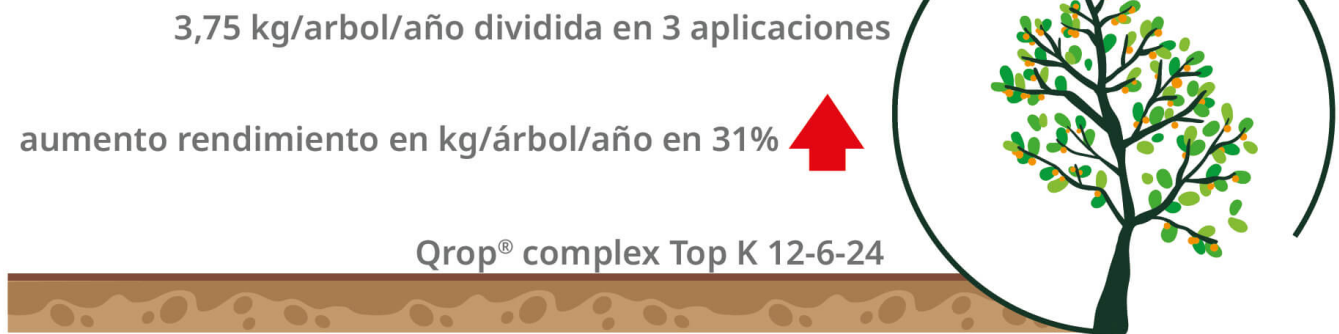 3,75 kg/arbol/año dividida en 3 aplicaciones
aumento rendimiento en kg/árbol/año en 31%
Qrop® complex Top K 12-6-24